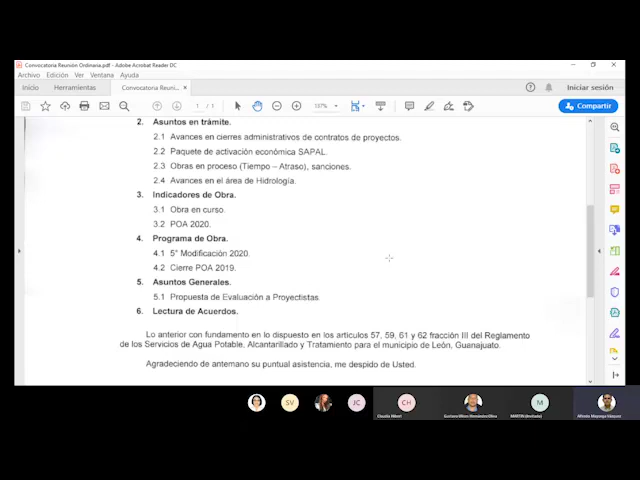 Convocatoria Reunión Ordinaria.pdf - Adobe Acrobat Reader DC
Archivo Edición Ver Ventana Ayuda
Inicio Herramientas Convocatoria Reuni... × Iniciar sesión
1 / 1 137% Compartir
2. Asuntos en trámite.
2.1 Avances en cierres administrativos de contratos de proyectos.
2.2 Paquete de activación económica SAPAL.
2.3 Obras en proceso (Tiempo – Atraso), sanciones.
2.4 Avances en el área de Hidrología.
3. Indicadores de Obra.
3.1 Obra en curso.
3.2 POA 2020.
4. Programa de Obra.
4.1 5° Modificación 2020.
4.2 Cierre POA 2019.
5. Asuntos Generales.
5.1 Propuesta de Evaluación a Proyectistas
6. Lectura de Acuerdos.
Lo anterior con fundamento en lo dispuesto en los artículos 57, 59, 61 y 62 fracción III del Reglamento
de los Servicios de Agua Potable, Alcantarillado y Tratamiento para el municipio de León, Guanajuato.
Agradeciendo de antemano su puntual asistencia, me despido de Usted.
SV JC CH M
MARTIN (Invitado)